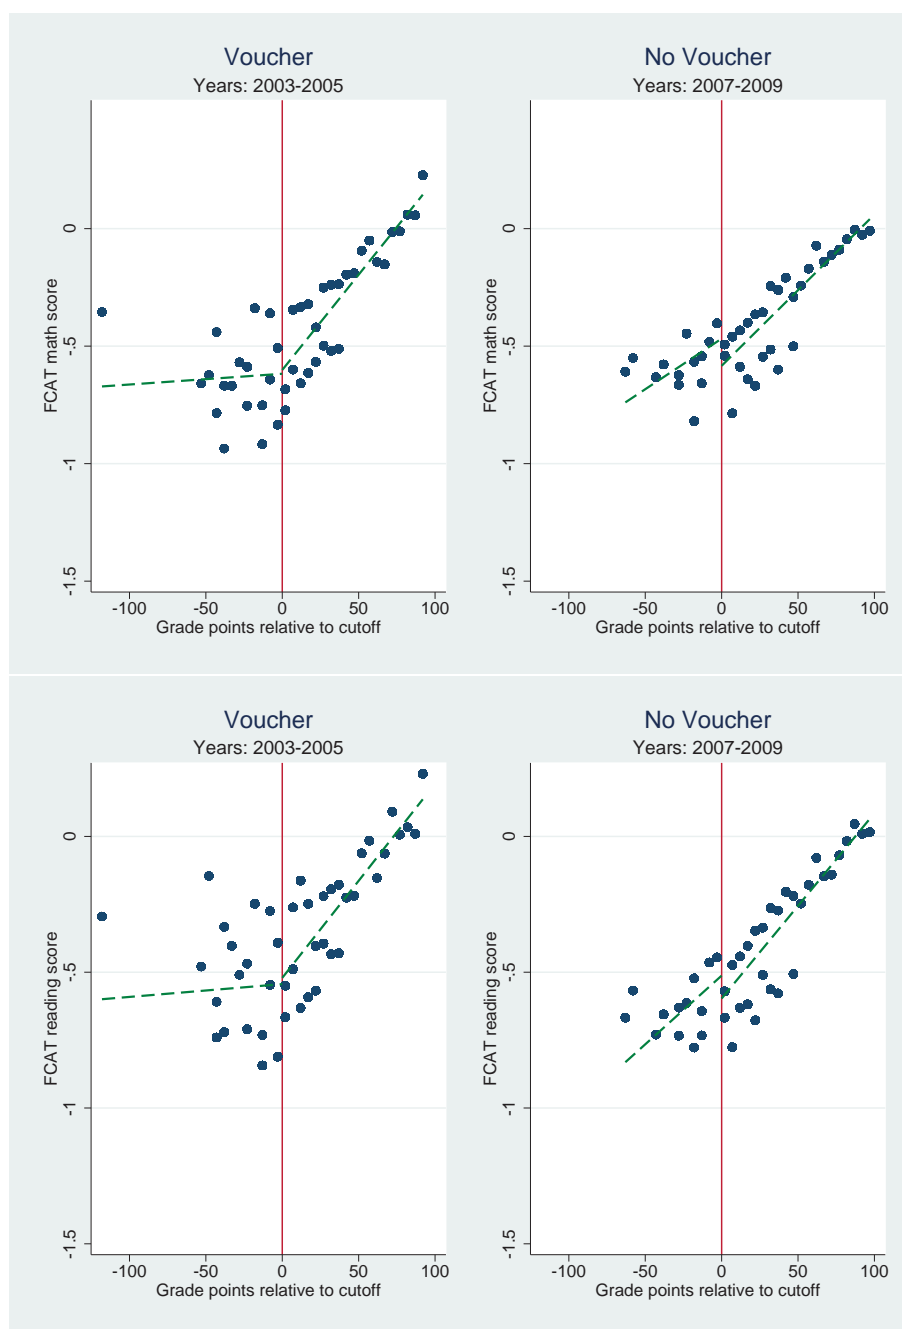 Voucher
Years: 2003-2005
FCAT math score
0
-.5
-1
-1.5
-100 -50 0 50 100
Grade points relative to cutoff
No Voucher
Years: 2007-2009
FCAT math score
0
-.5
-1
-1.5
-100 -50 0 50 100
Grade points relative to cutoff
Voucher
Years: 2003-2005
FCAT reading score
0
-.5
-1
-1.5
-100 -50 0 50 100
Grade points relative to cutoff
No Voucher
Years: 2007-2009
FCAT reading score
0
-.5
-1
-1.5
-100 -50 0 50 100
Grade points relative to cutoff